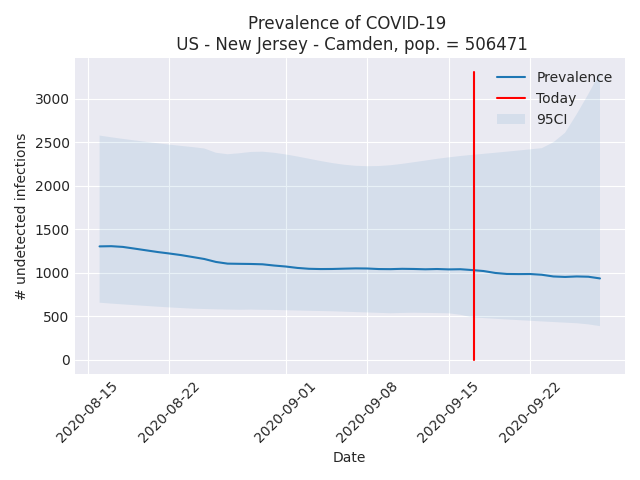 Prevalence of COVID-19
US - New Jersey - Camden, pop. = 506471
Prevalence
Today
95CI
# undetected infections
3000
2500
2000
1500
1000
500
0
2020-08-15
2020-08-22
2020-09-01
2020-09-08
2020-09-15
2020-09-22
Date